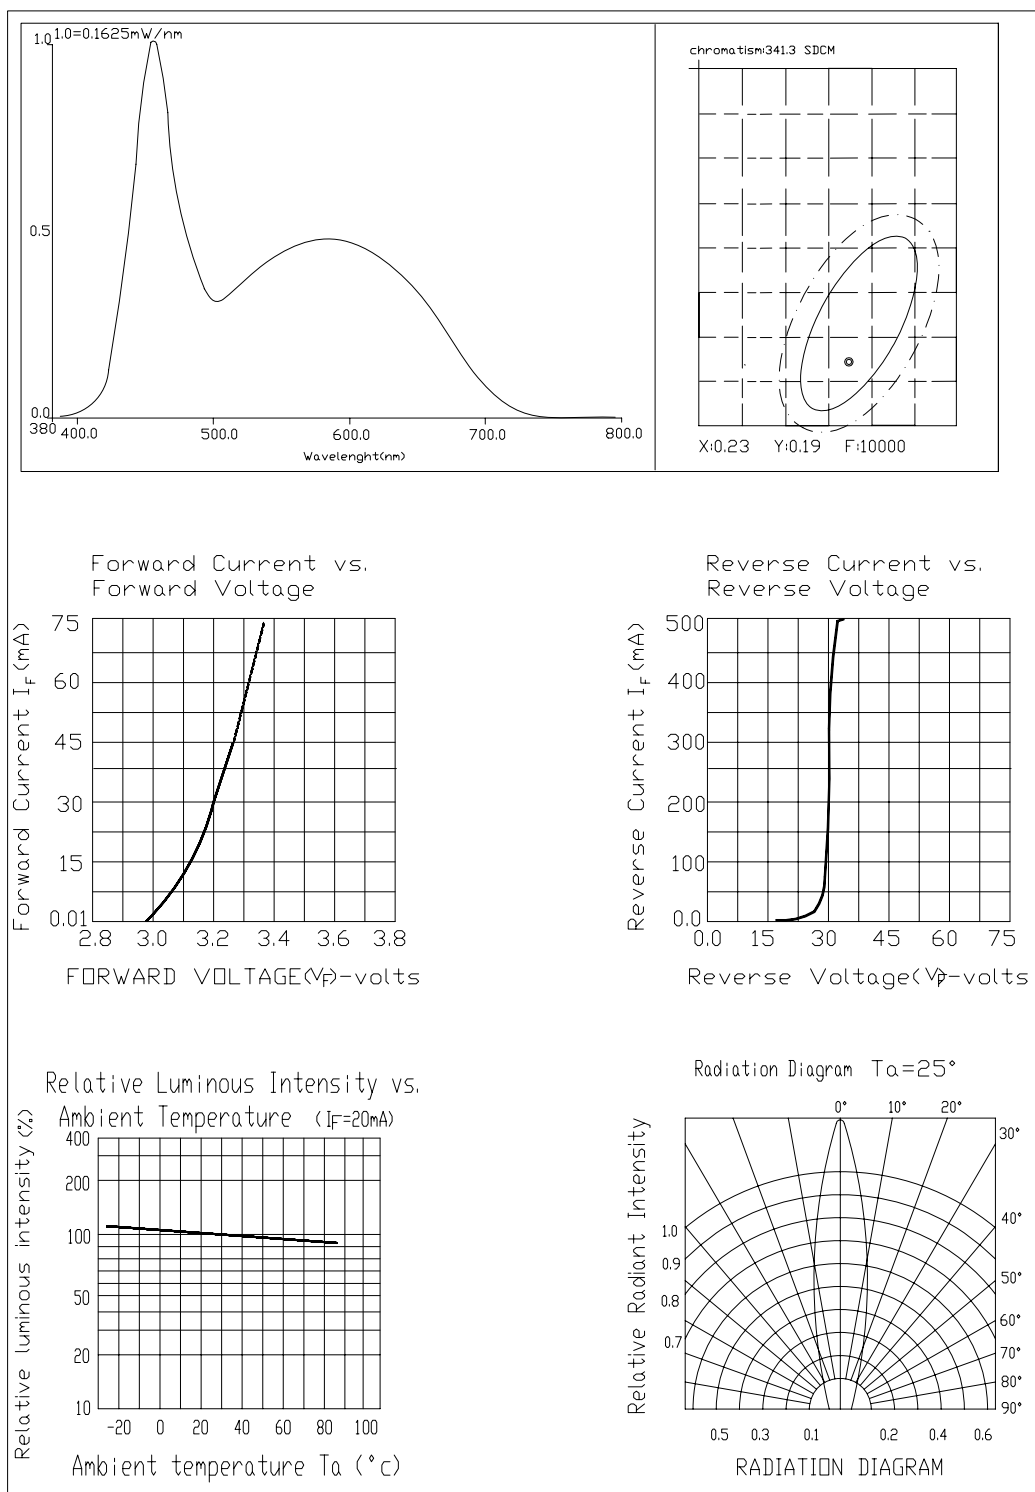 1.0 1.0=0.1625mW/nm
0.5
0.0
380 400.0 500.0 600.0 700.0 800.0
Wavelenght(nm)
chromatism:341.3 SDCM
X:0.23 Y:0.19 F:10000
Forward Current vs.
Forward Voltage
Forward Current IF(mA)
75
60
45
30
15
0.01
2.8 3.0 3.2 3.4 3.6 3.8
FORWARD VOLTAGE(VF)-volts
Reverse Current vs.
Reverse Voltage
Reverse Current IF(mA)
500
400
300
200
100
0.0
0.0 15 30 45 60 75
Reverse Voltage(VF)-volts
Relative Luminous Intensity vs.
Ambient Temperature (IF=20mA)
Relative luminous intensity (%)
400
200
100
50
20
10
-20 0 20 40 60 80 100
Ambient temperature Ta (°c)
Radiation Diagram Ta=25°
Relative Radiant Intensity
0° 10° 20°
30°
40°
50°
60°
70°
80°
90°
1.0
0.9
0.8
0.7
0.5 0.3 0.1 0.2 0.4 0.6
RADIATION DIAGRAM